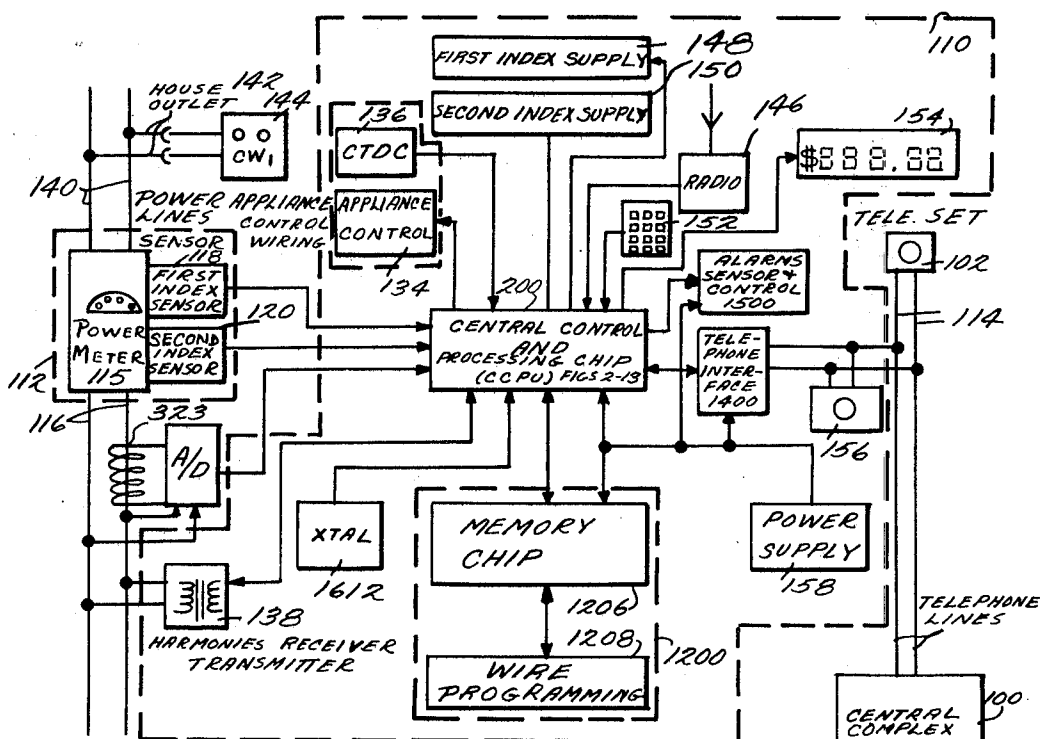 110
FIRST INDEX SUPPLY
148
150
SECOND INDEX SUPPLY
HOUSE
OUTLET
142
144
CW1
136
CTDC
APPLIANCE
CONTROL
134
146
RADIO
154
$888.88
152
140
POWER
LINES
APPLIANCE
CONTROL
WIRING
TELE. SET
102
114
SENSOR
118
FIRST
INDEX
SENSOR
120
POWER
METER
115
SECOND
INDEX
SENSOR
112
200
CENTRAL CONTROL
AND
PROCESSING CHIP
(CCPU) FIGS 2-13
ALARMS
SENSOR &
CONTROL
1500
TELE-
PHONE
INTER-
FACE
1400
156
116
323
A/D
XTAL
1612
MEMORY
CHIP
1206
POWER
SUPPLY
158
138
HARMONIES RECEIVER
TRANSMITTER
1208
1200
WIRE
PROGRAMMING
TELEPHONE
LINES
CENTRAL
COMPLEX
100